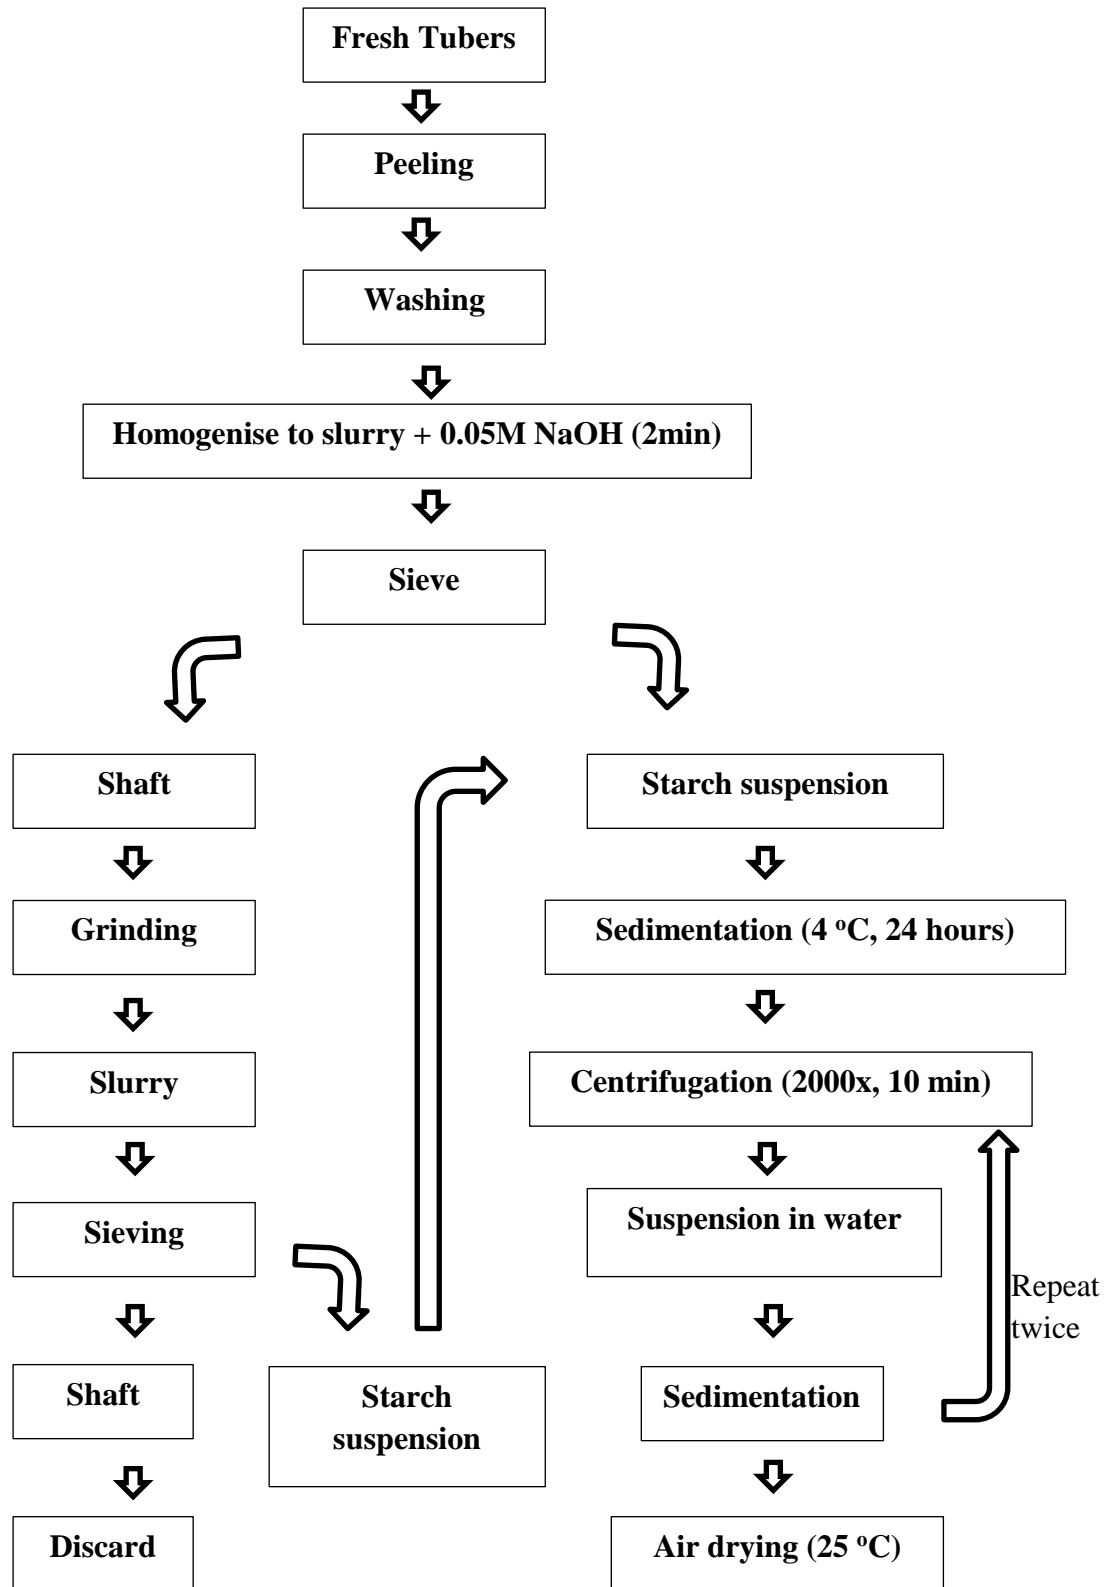 Fresh Tubers
Peeling
Washing
Homogenise to slurry + 0.05M NaOH (2min)
Sieve
Shaft
Grinding
Slurry
Sieving
Shaft
Discard
Starch
suspension
Starch suspension
Sedimentation (4 ºC, 24 hours)
Centrifugation (2000x, 10 min)
Suspension in water
Sedimentation
Repeat
twice
Air drying (25 ºC)